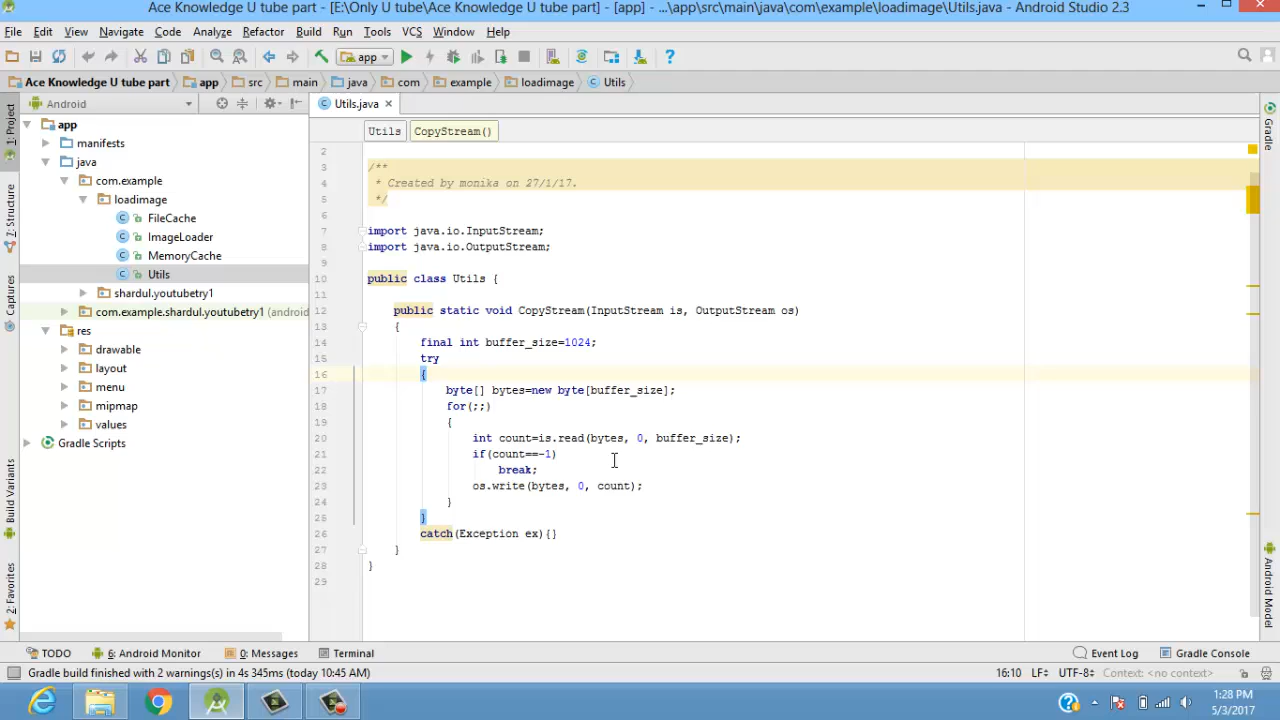 Ace Knowledge U tube part - [E:\Only U tube\Ace Knowledge U tube part] - [app] - ...\app\src\main\java\com\example\loadimage\Utils.java - Android Studio 2.3
File Edit View Navigate Code Analyze Refactor Build Run Tools VCS Window Help
app
Ace Knowledge U tube part app src main java com example loadimage Utils
Android
Utils.java
Utils CopyStream()
1: Project
7: Structure
Captures
Build Variants
2: Favorites
app
manifests
java
com.example
loadimage
FileCache
ImageLoader
MemoryCache
Utils
shardul.youtubetry1
com.example.shardul.youtubetry1 (android
res
drawable
layout
menu
mipmap
values
Gradle Scripts
2
3 /**
4 * Created by monika on 27/1/17.
5 */
6
7 import java.io.InputStream;
8 import java.io.OutputStream;
9
10 public class Utils {
11
12 public static void CopyStream(InputStream is, OutputStream os)
13 {
14 final int buffer_size=1024;
15 try
16 {
17 byte[] bytes=new byte[buffer_size];
18 for(;;)
19 {
20 int count=is.read(bytes, 0, buffer_size);
21 if(count==-1)
22 break;
23 os.write(bytes, 0, count);
24 }
25 }
26 catch(Exception ex){}
27 }
28 }
29
Gradle
Android Model
TODO 6: Android Monitor 0: Messages Terminal Event Log Gradle Console
Gradle build finished with 2 warnings(s) in 4s 345ms (today 10:45 AM) 16:10 LF÷ UTF-8÷ Context: <no context>
1:28 PM
5/3/2017